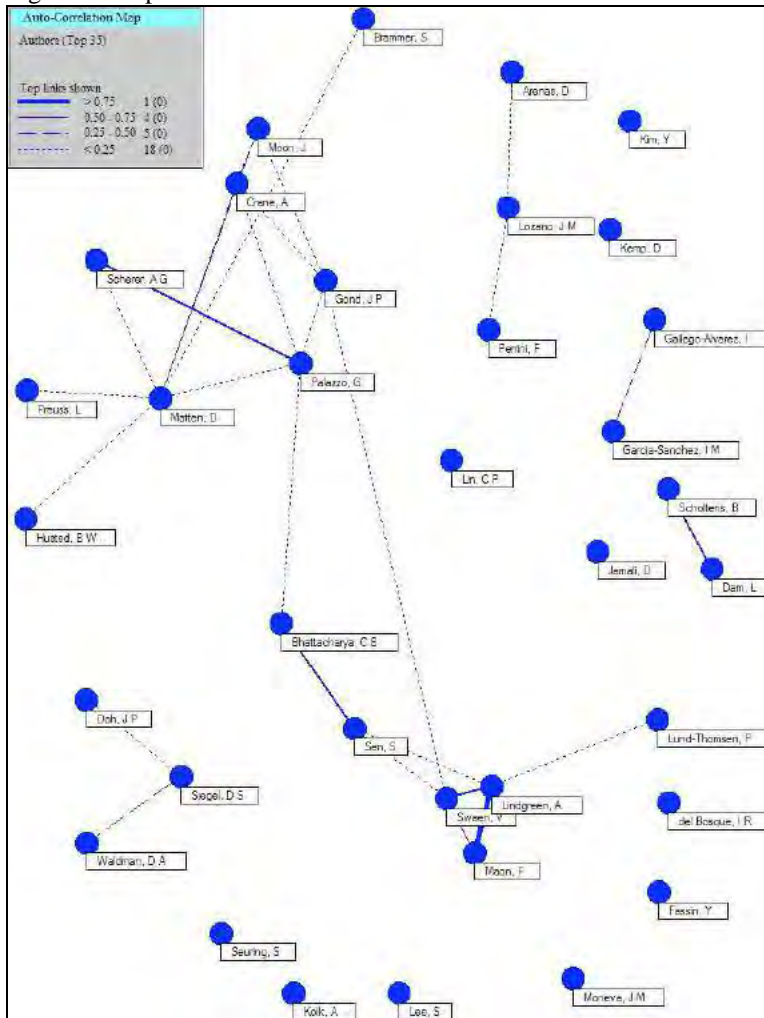 Auto-Correlation Map
Authors (Top 35)
Top links shown
> 0.75 1 (0)
0.50 - 0.75 4 (0)
0.25 - 0.50 5 (0)
< 0.25 18 (0)
Brammer, S
Arenas, D
Kim, Y
Moon, J
Crane, A
Lozano, J M
Kemp, D
Scherer, A G
Gond, J P
Gallego-Alvarez, I
Perrini, F
Palazzo, G
Preuss, L
Matten, D
Garcia-Sanchez, I M
Lin, C P
Scholtens, B
Husted, B W
Jamali, D
Dam, L
Bhattacharya, C B
Doh, J P
Sen, S
Lund-Thomsen, P
Siegel, D S
Lindgreen, A
Swaen, V
del Bosque, I R
Waldman, D A
Maon, F
Fassin, Y
Seuring, S
Kolk, A
Lee, S
Moneva, J M